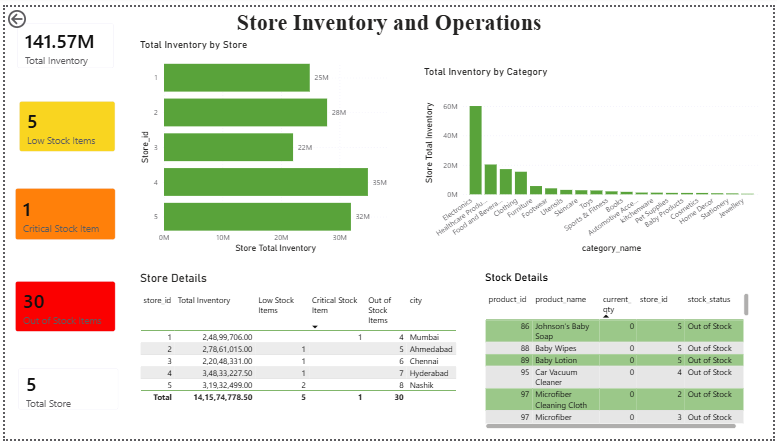 Store Inventory and Operations
141.57M
Total Inventory
5
Low Stock Items
1
Critical Stock Item
30
Out of Stock Items
5
Total Store
Total Inventory by Store
Store_id
1
25M
2
28M
3
22M
4
35M
5
32M
0M 10M 20M 30M
Store Total Inventory
Total Inventory by Category
Store Total Inventory
60M
40M
20M
0M
Electronics
Healthcare Produ...
Food and Bevera...
Clothing
Furniture
Footwear
Utensils
Skincare
Toys
Sports & Fitness
Books
Automotive Acce...
kitchenware
Pet Supplies
Baby Products
Cosmetics
Home Decor
Stationery
Jewellery
category_name
Store Details
store_id Total Inventory Low Stock Items Critical Stock Item Out of Stock Items city
1 2,48,99,706.00 1 4 Mumbai
2 2,78,61,015.00 1 5 Ahmedabad
3 2,20,48,331.00 1 6 Chennai
4 3,48,33,227.50 1 7 Hyderabad
5 3,19,32,499.00 2 8 Nashik
Total 14,15,74,778.50 5 1 30
Stock Details
product_id product_name current_qty store_id stock_status
86 Johnson's Baby Soap 0 5 Out of Stock
88 Baby Wipes 0 5 Out of Stock
89 Baby Lotion 0 5 Out of Stock
95 Car Vacuum Cleaner 0 4 Out of Stock
97 Microfiber Cleaning Cloth 0 2 Out of Stock
97 Microfiber 0 3 Out of Stock